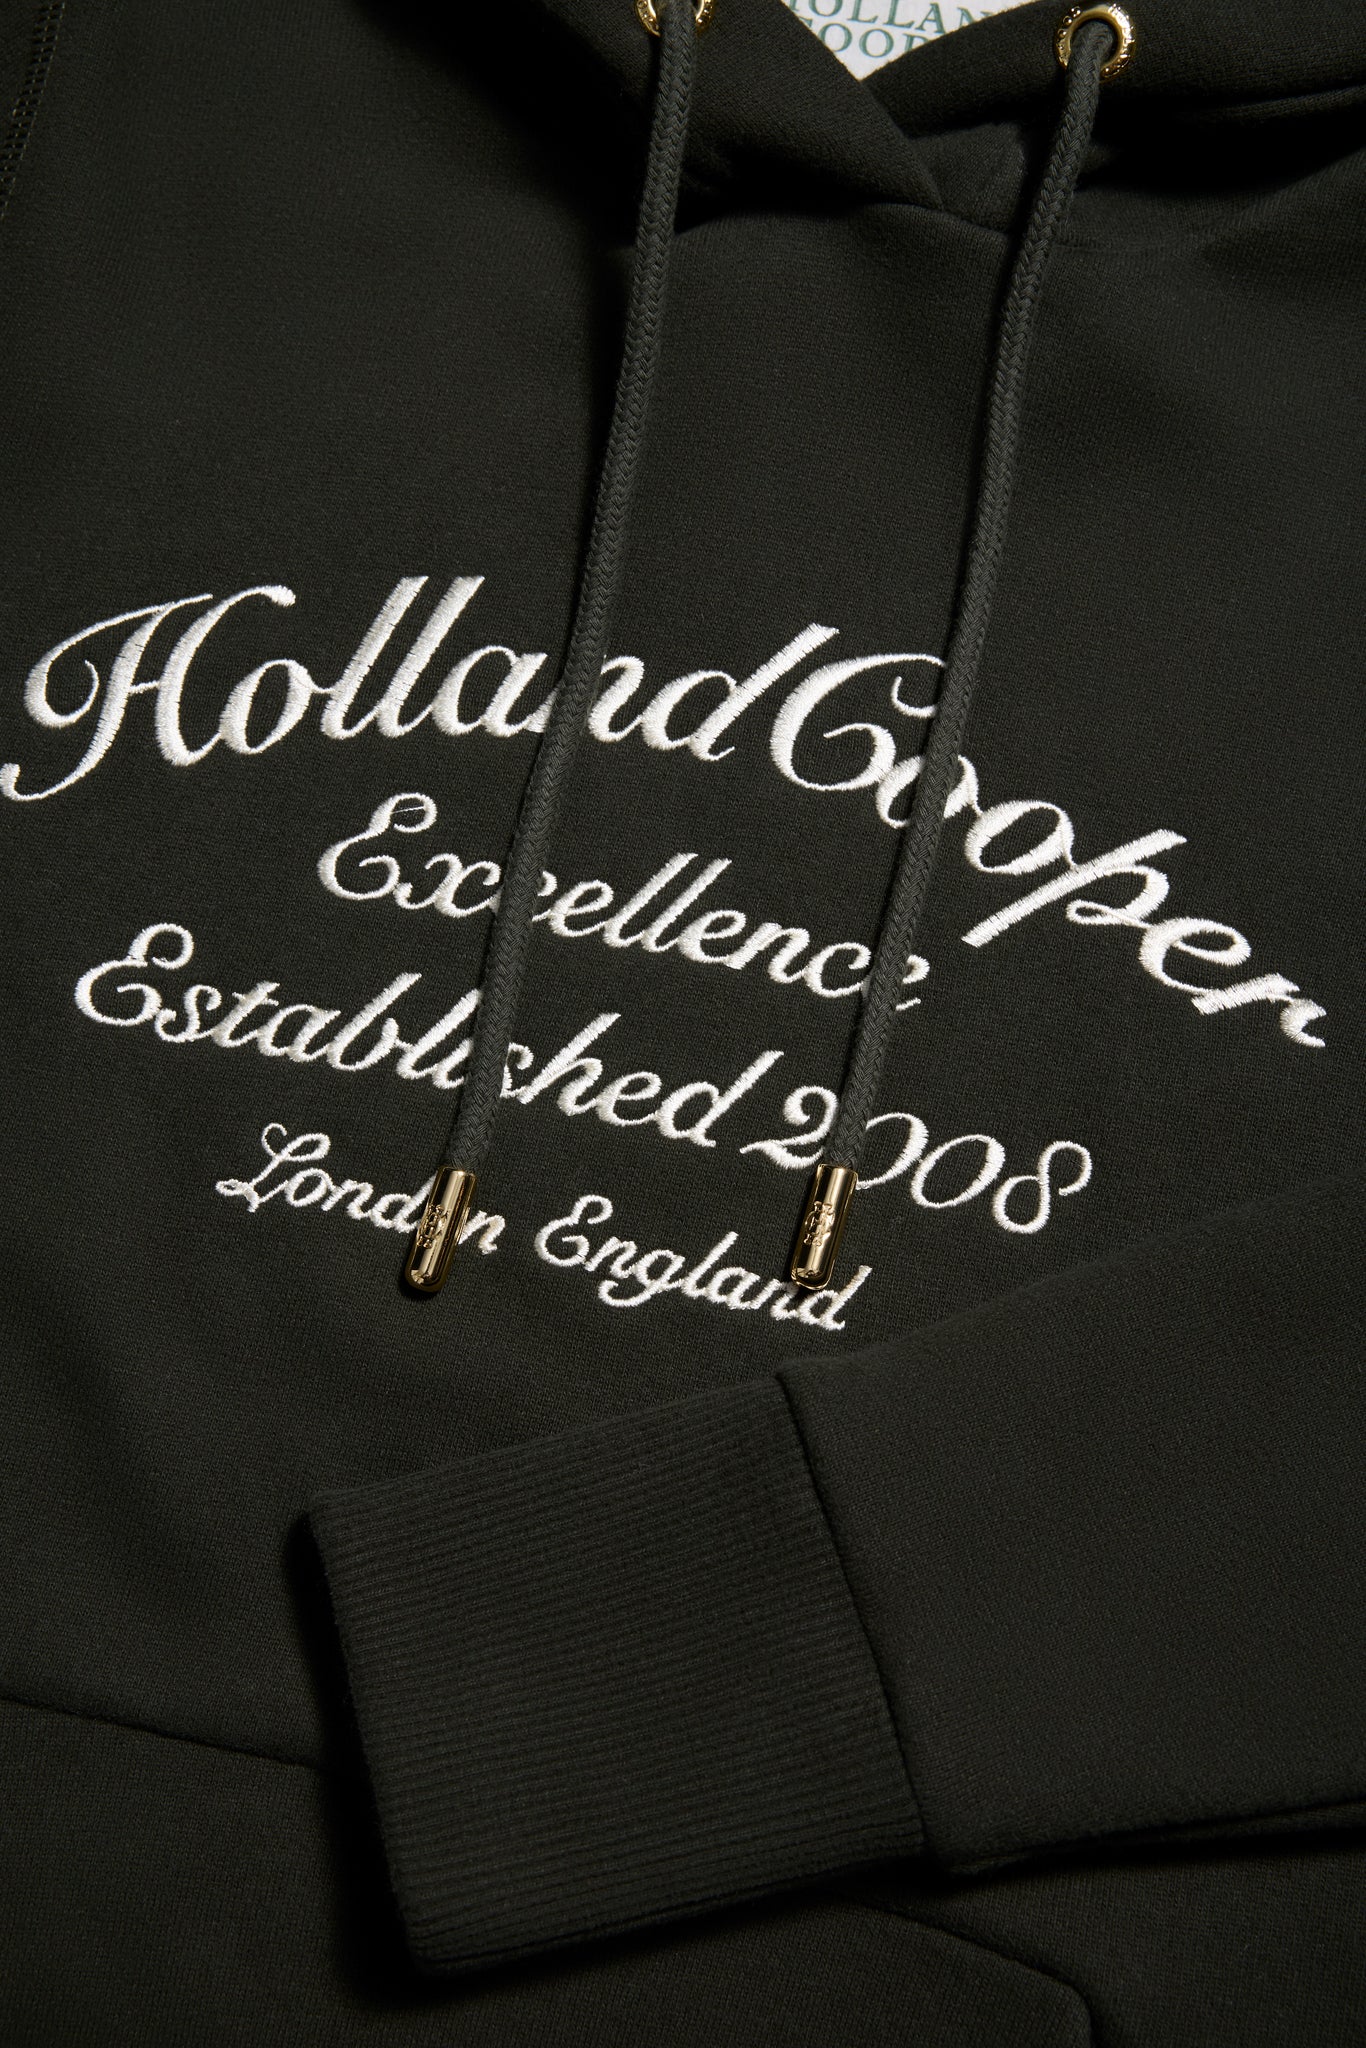 Holland Cooper
Excellence
Established 2008
London England